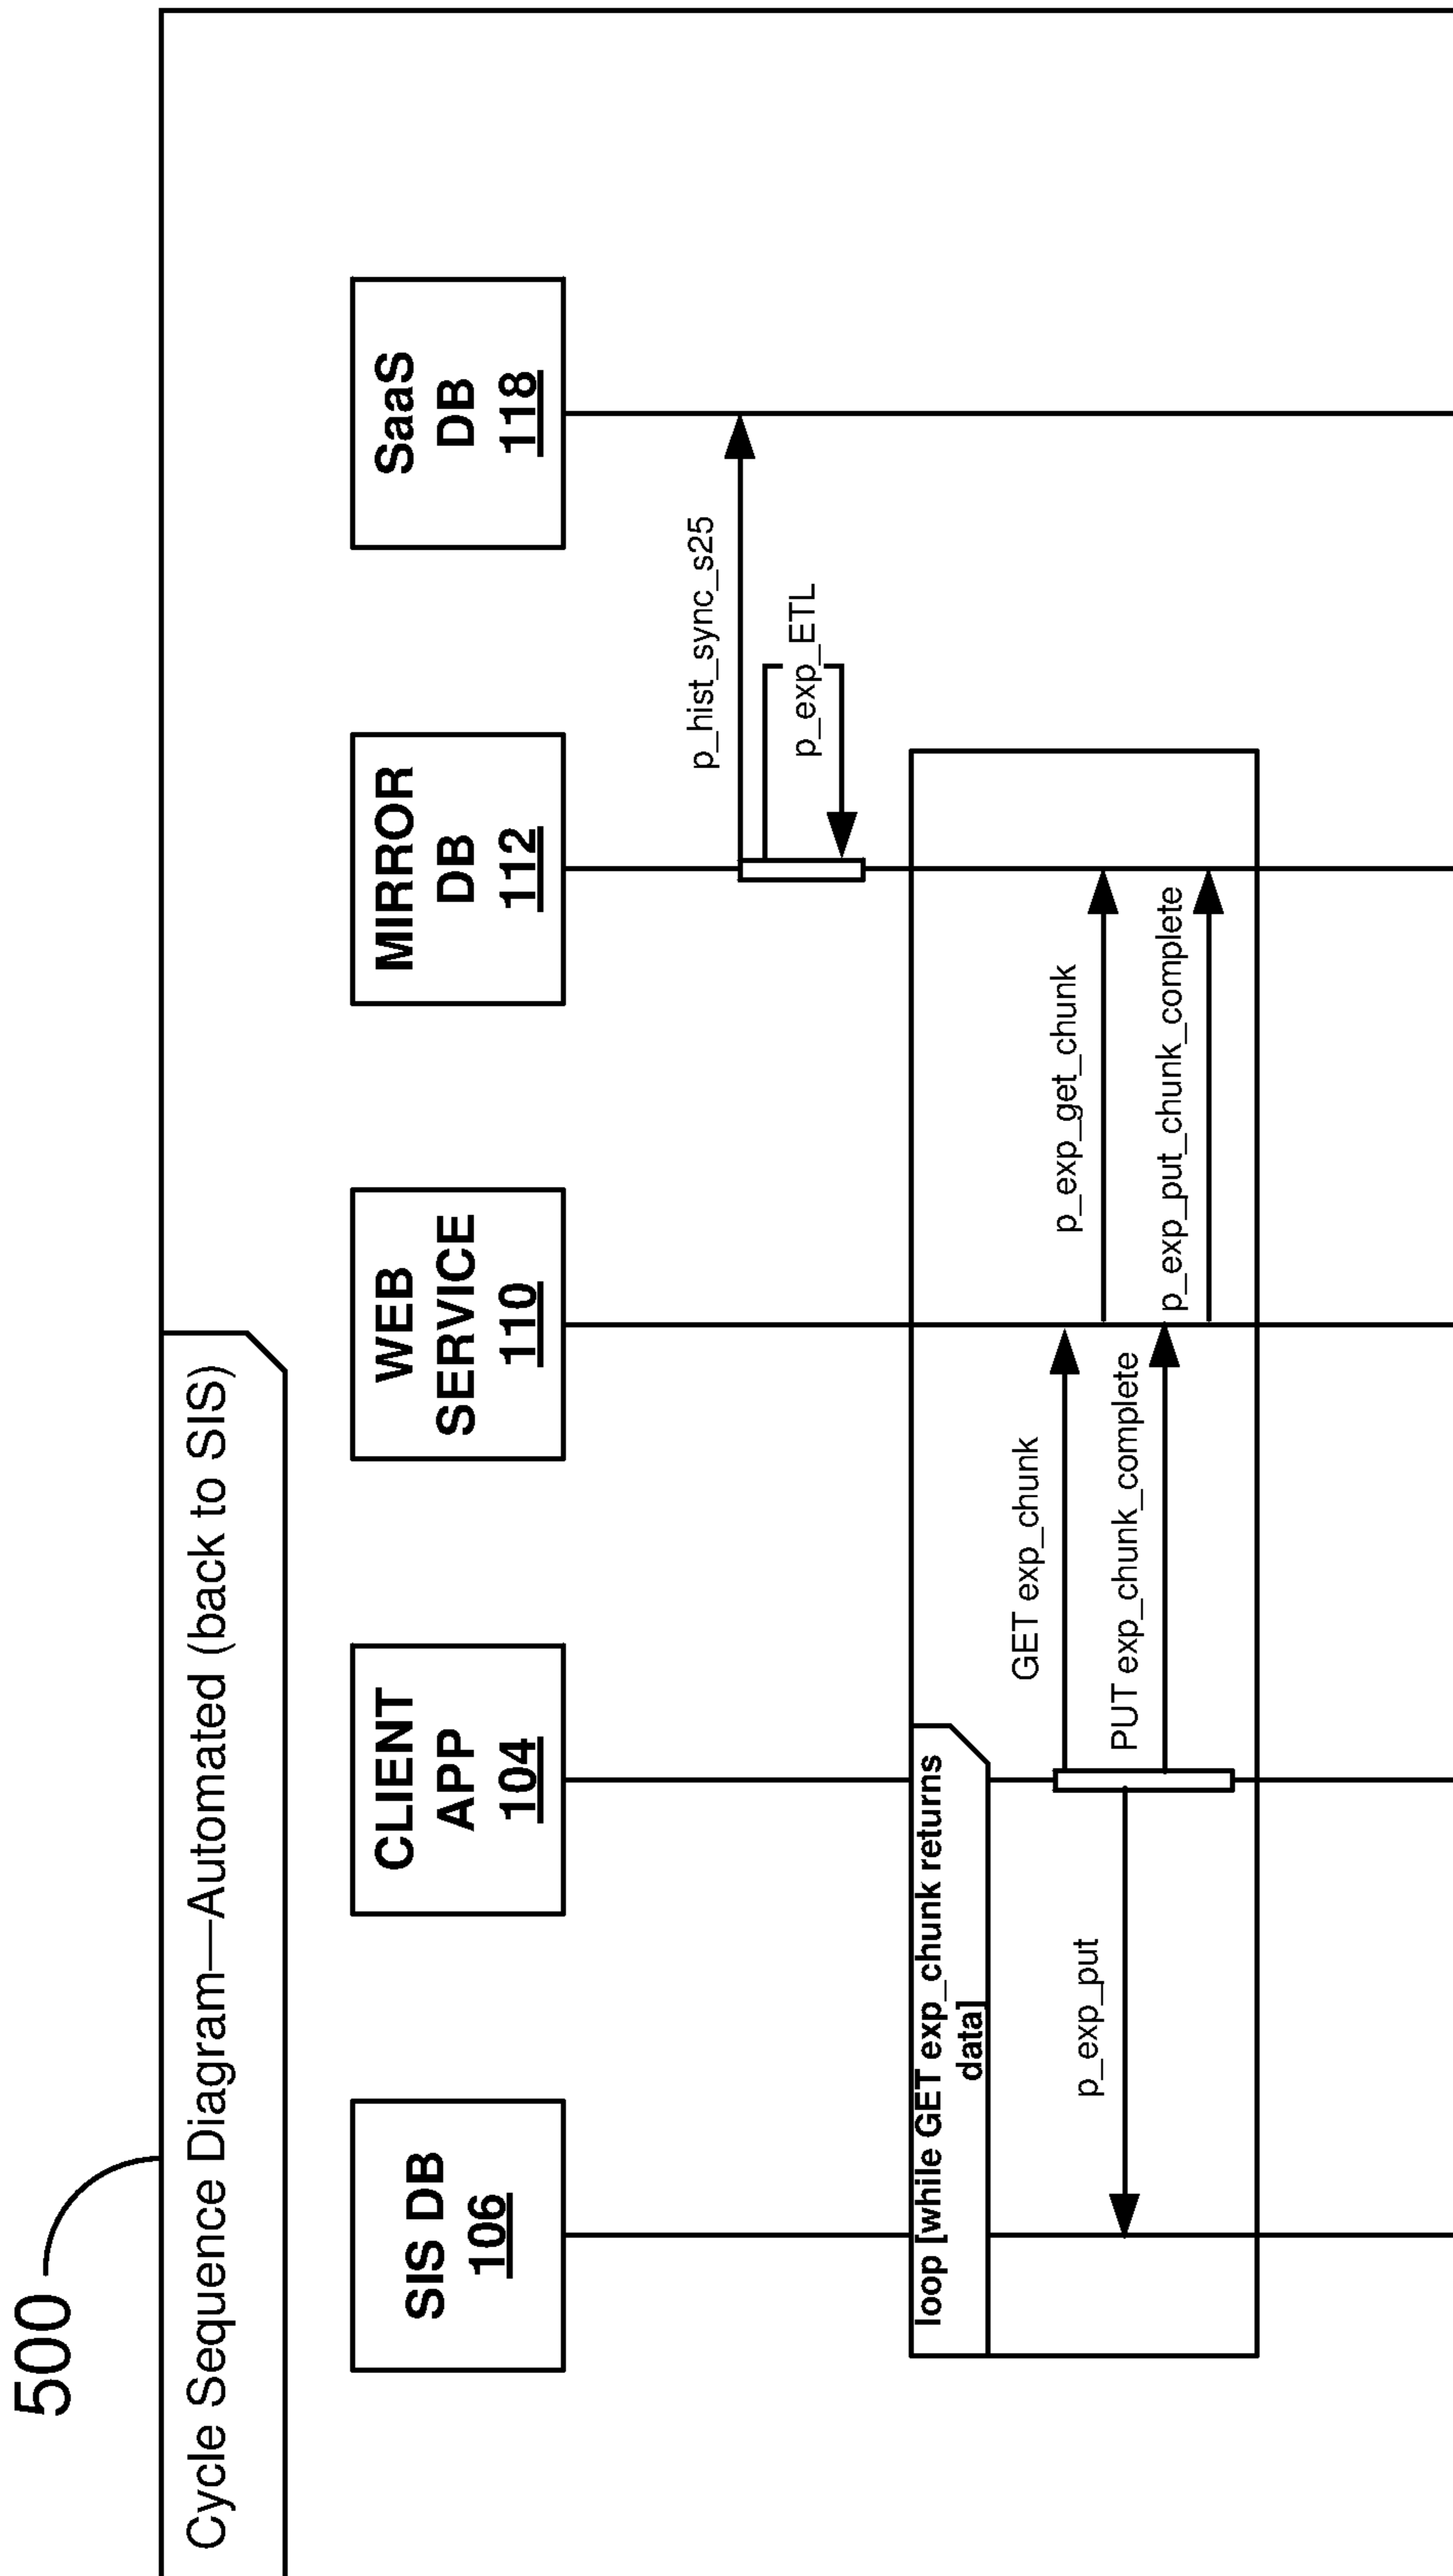 500
Cycle Sequence Diagram—Automated (back to SIS)
SIS DB
106
CLIENT
APP
104
WEB
SERVICE
110
MIRROR
DB
112
SaaS
DB
118
p_hist_sync_s25
p_exp_ETL
loop [while GET exp_chunk returns
data]
GET exp_chunk
p_exp_get_chunk
p_exp_put
PUT exp_chunk_complete
p_exp_put_chunk_complete